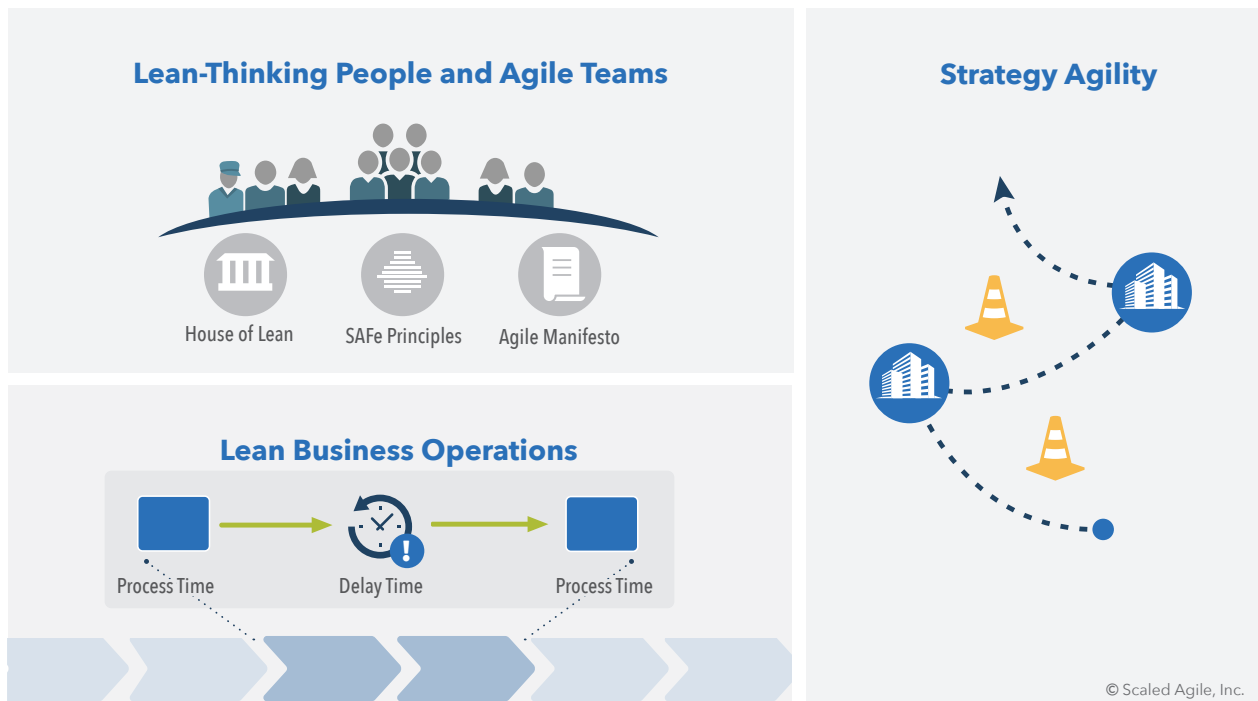 Lean-Thinking People and Agile Teams
House of Lean
SAFe Principles
Agile Manifesto
Lean Business Operations
Process Time
Delay Time
Process Time
Strategy Agility
© Scaled Agile, Inc.